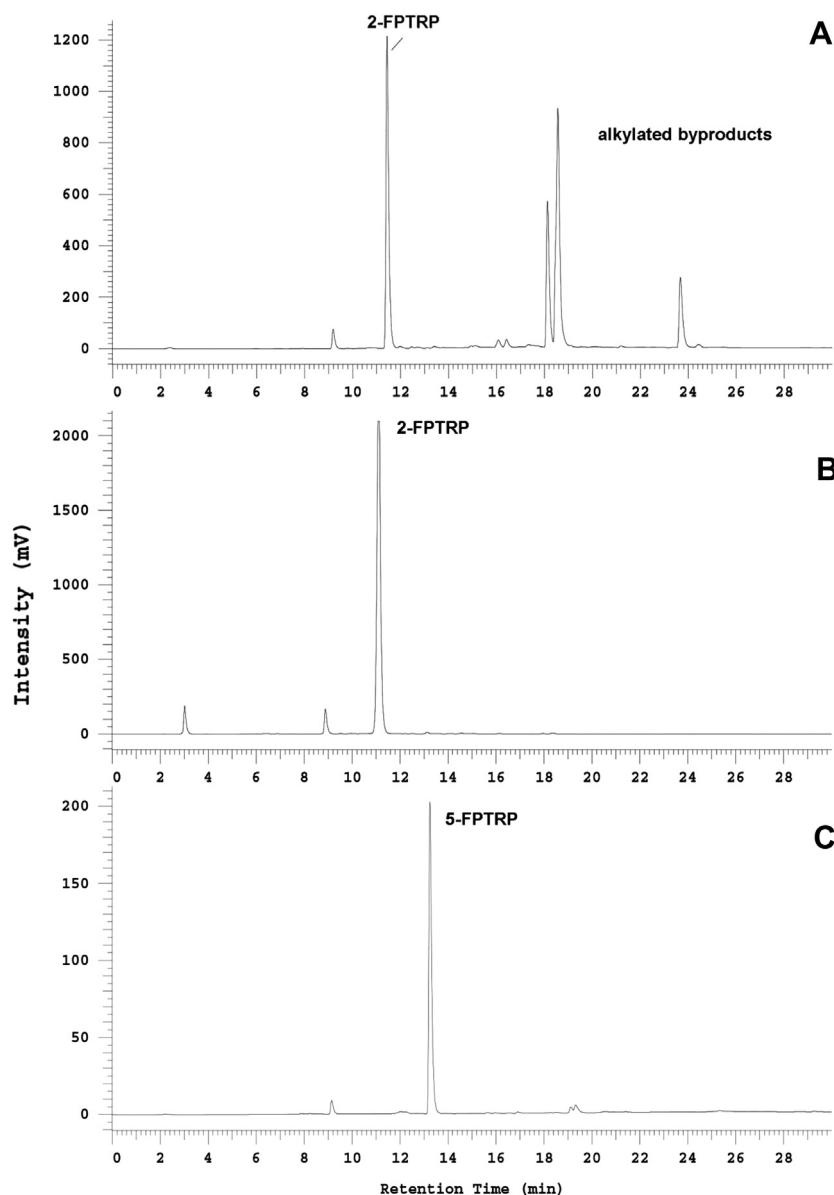 2-FPTRP
A
1200
1000
alkylated byproducts
800
600
400
200
0
0 2 4 6 8 10 12 14 16 18 20 22 24 26 28
2-FPTRP
B
2000
1500
1000
500
0
0 2 4 6 8 10 12 14 16 18 20 22 24 26 28
Intensity (mV)
5-FPTRP
C
200
150
100
50
0
0 2 4 6 8 10 12 14 16 18 20 22 24 26 28
Retention Time (min)